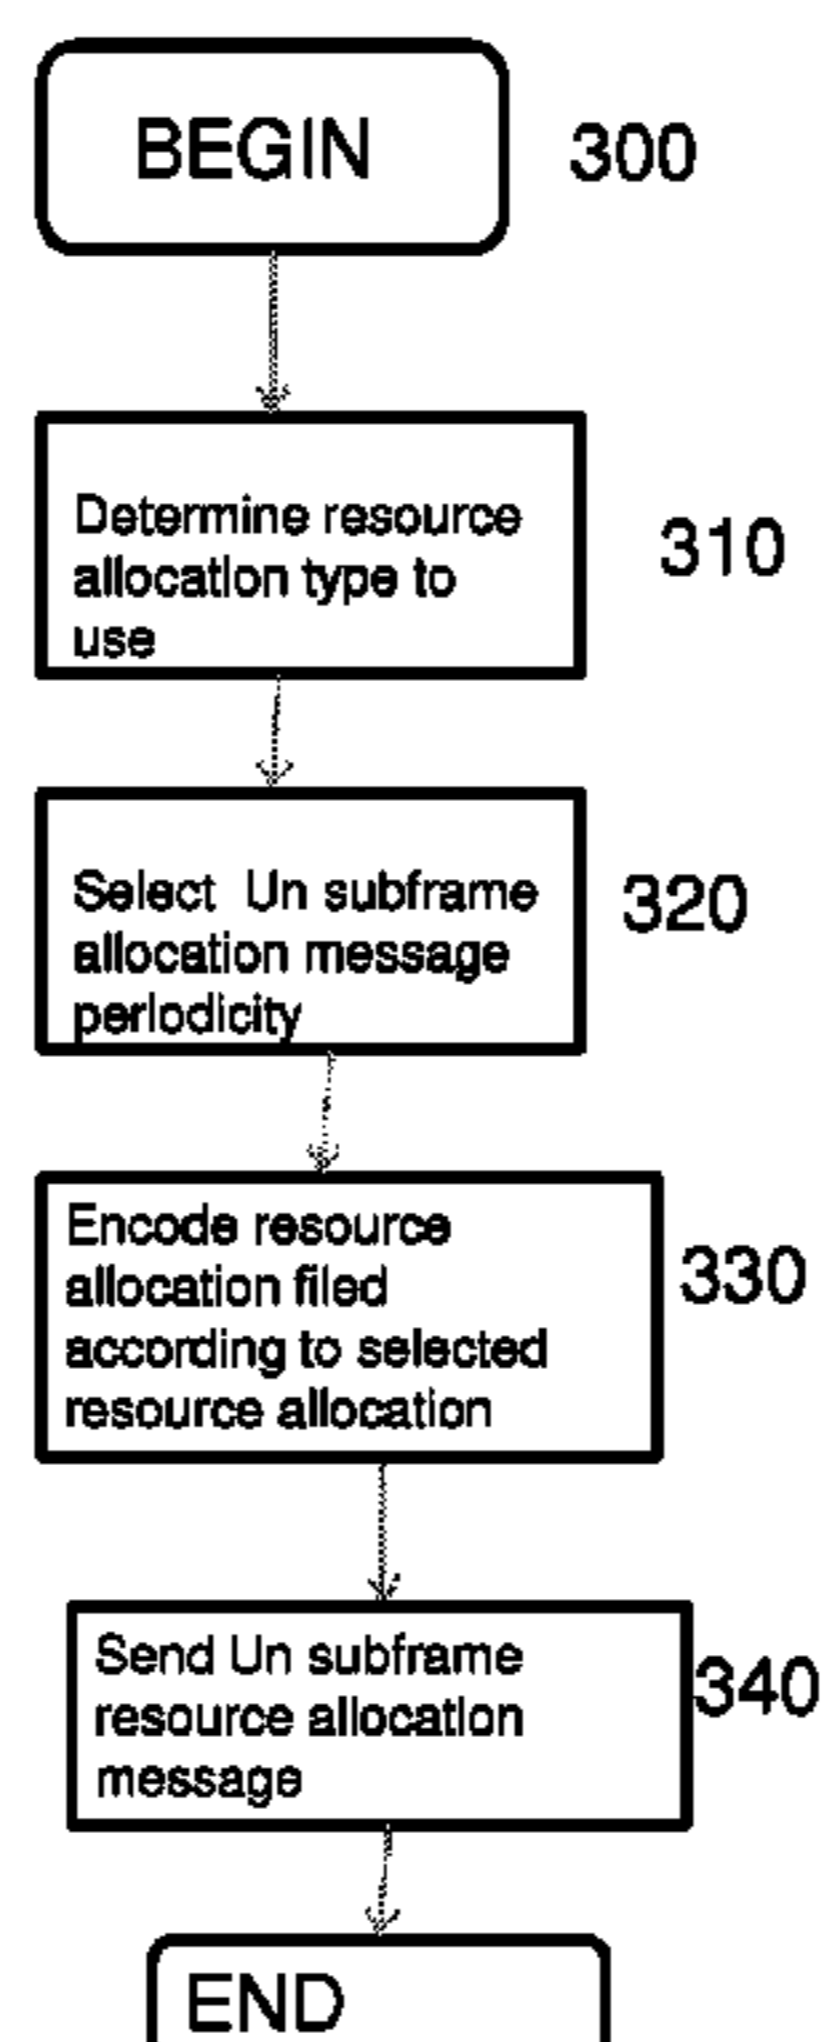 BEGIN
300
Determine resource
allocation type to
use
310
Select Un subframe
allocation message
periodicity
320
Encode resource
allocation filed
according to selected
resource allocation
330
Send Un subframe
resource allocation
message
340
END